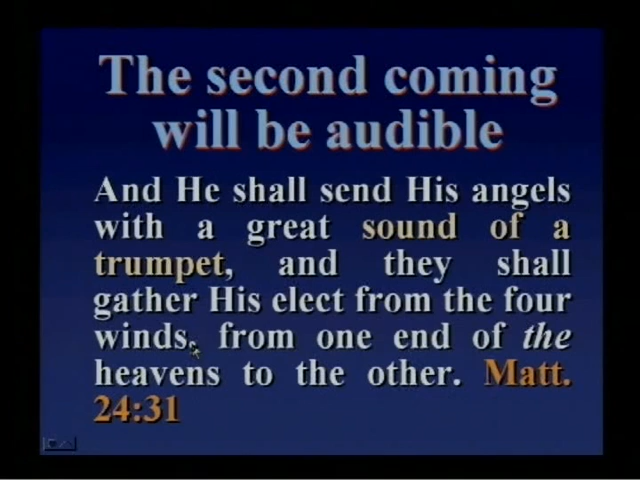 The second coming
will be audible
And He shall send His angels
with a great sound of a
trumpet, and they shall
gather His elect from the four
winds, from one end of the
heavens to the other. Matt.
24:31